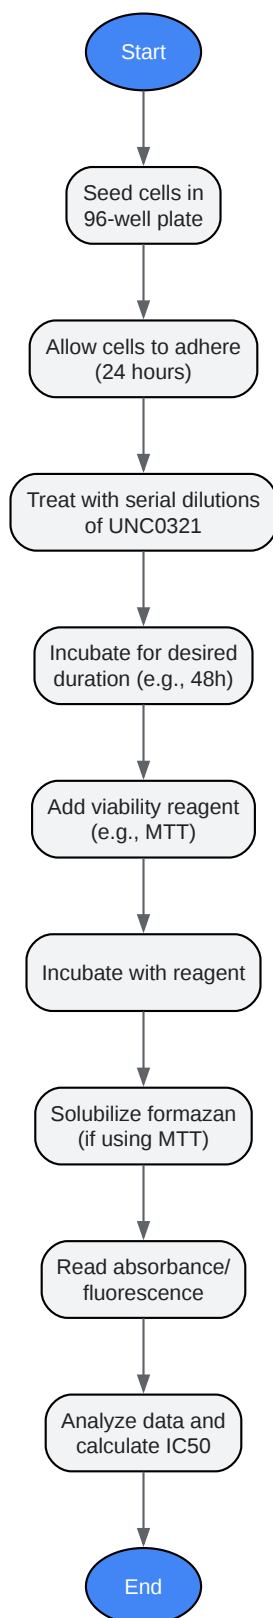 Start
Seed cells in
96-well plate
Allow cells to adhere
(24 hours)
Treat with serial dilutions
of UNC0321
Incubate for desired
duration (e.g., 48h)
Add viability reagent
(e.g., MTT)
Incubate with reagent
Solubilize formazan
(if using MTT)
Read absorbance/
fluorescence
Analyze data and
calculate IC50
End